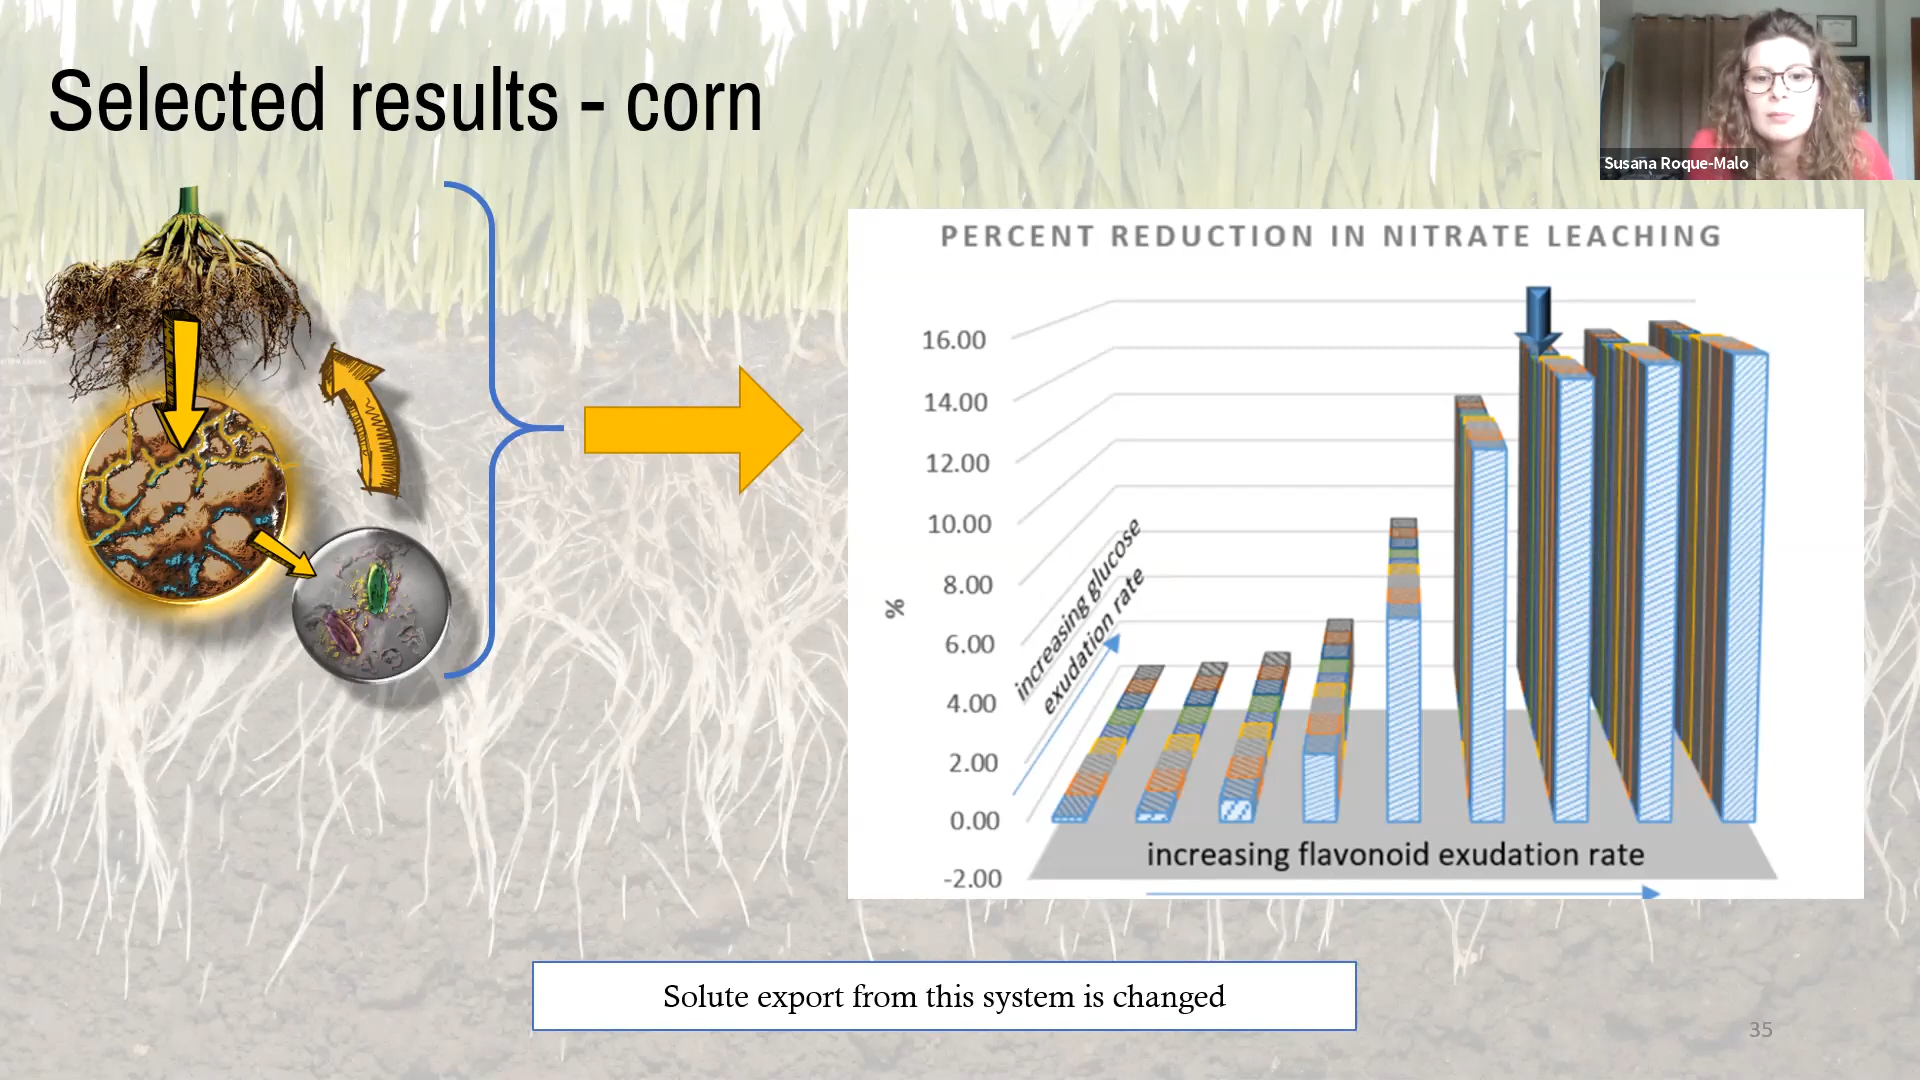 Selected results - corn
Susana Roque-Malo
PERCENT REDUCTION IN NITRATE LEACHING
16.00
14.00
12.00
10.00
8.00
6.00
4.00
2.00
0.00
-2.00
%
increasing glucose
exudation rate
increasing flavonoid exudation rate
Solute export from this system is changed
35